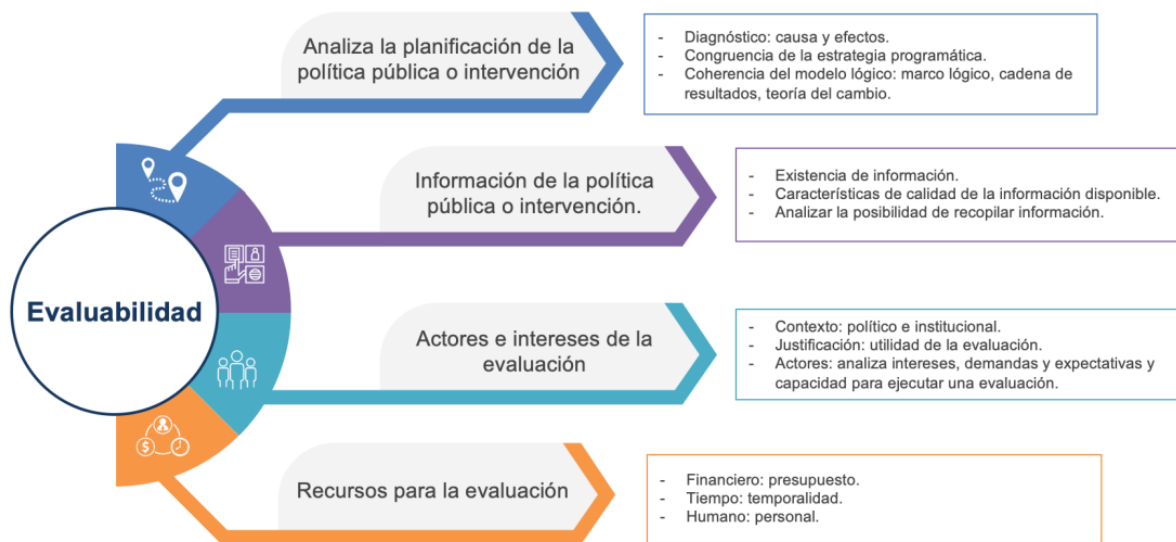 Analiza la planificación de la
política pública o intervención
- Diagnóstico: causa y efectos.
- Congruencia de la estrategia programática.
- Coherencia del modelo lógico: marco lógico, cadena de
resultados, teoría del cambio.
Información de la política
pública o intervención.
- Existencia de información.
- Características de calidad de la información disponible.
- Analizar la posibilidad de recopilar información.
Evaluabilidad
Actores e intereses de la
evaluación
- Contexto: político e institucional.
- Justificación: utilidad de la evaluación.
- Actores: analiza intereses, demandas y expectativas y
capacidad para ejecutar una evaluación.
Recursos para la evaluación
- Financiero: presupuesto.
- Tiempo: temporalidad.
- Humano: personal.
$